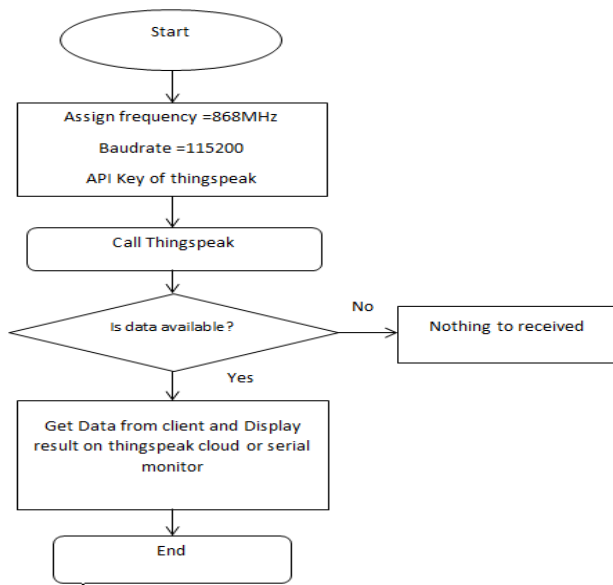 Start
Assign frequency =868MHz
Baudrate =115200
API Key of thingspeak
Call Thingspeak
Is data available?
No
Nothing to received
Yes
Get Data from client and Display
result on thingspeak cloud or serial
monitor
End